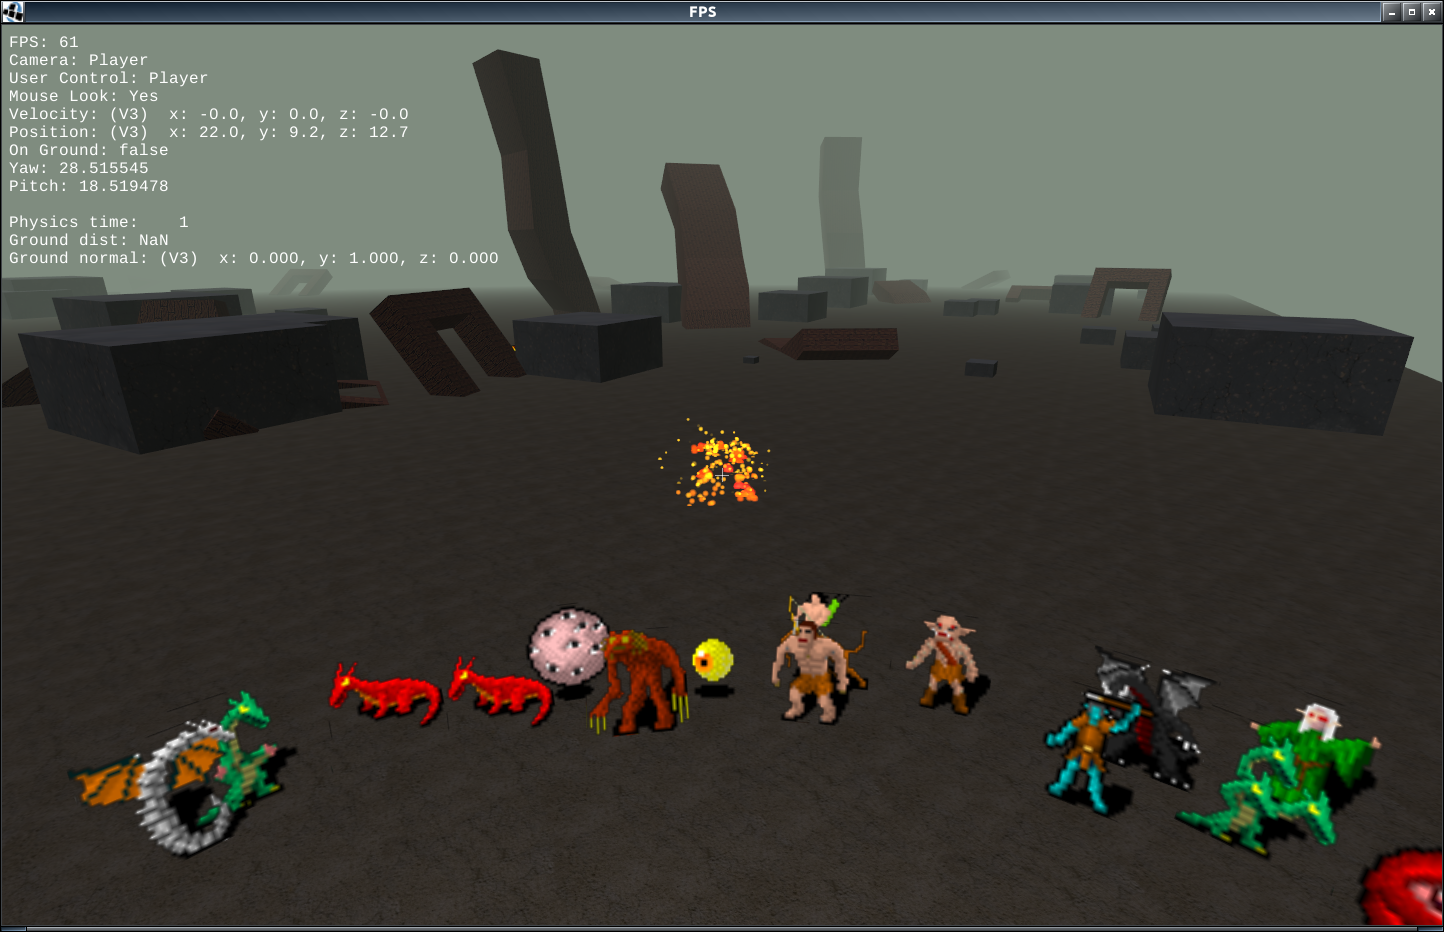 FPS
FPS: 61
Camera: Player
User Control: Player
Mouse Look: Yes
Velocity: (V3)  x: -0.0, y: 0.0, z: -0.0
Position: (V3)  x: 22.0, y: 9.2, z: 12.7
On Ground: false
Yaw: 28.515545
Pitch: 18.519478
Physics time:    1
Ground dist: NaN
Ground normal: (V3)  x: 0.000, y: 1.000, z: 0.000